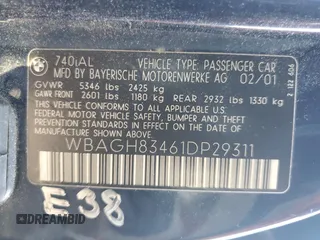 740iAL VEHICLE TYPE PASSENGER CAR
MFD BY BAYERISCHE MOTORENWERKE AG 02/01
GVWR 5346 lbs 2425 kg
GAWR FRONT 2601 lbs 1180 kg REAR 2932 lbs 1330 kg
THIS VEHICLE CONFORMS TO ALL APPLICABLE
FEDERAL MOTOR VEHICLE SAFETY, BUMPER,
AND THEFT PREVENTION STANDARDS
IN EFFECT ON THE DATE OF
MANUFACTURE SHOWN ABOVE
WBAGH83461DP29311
E38
DREAMBID